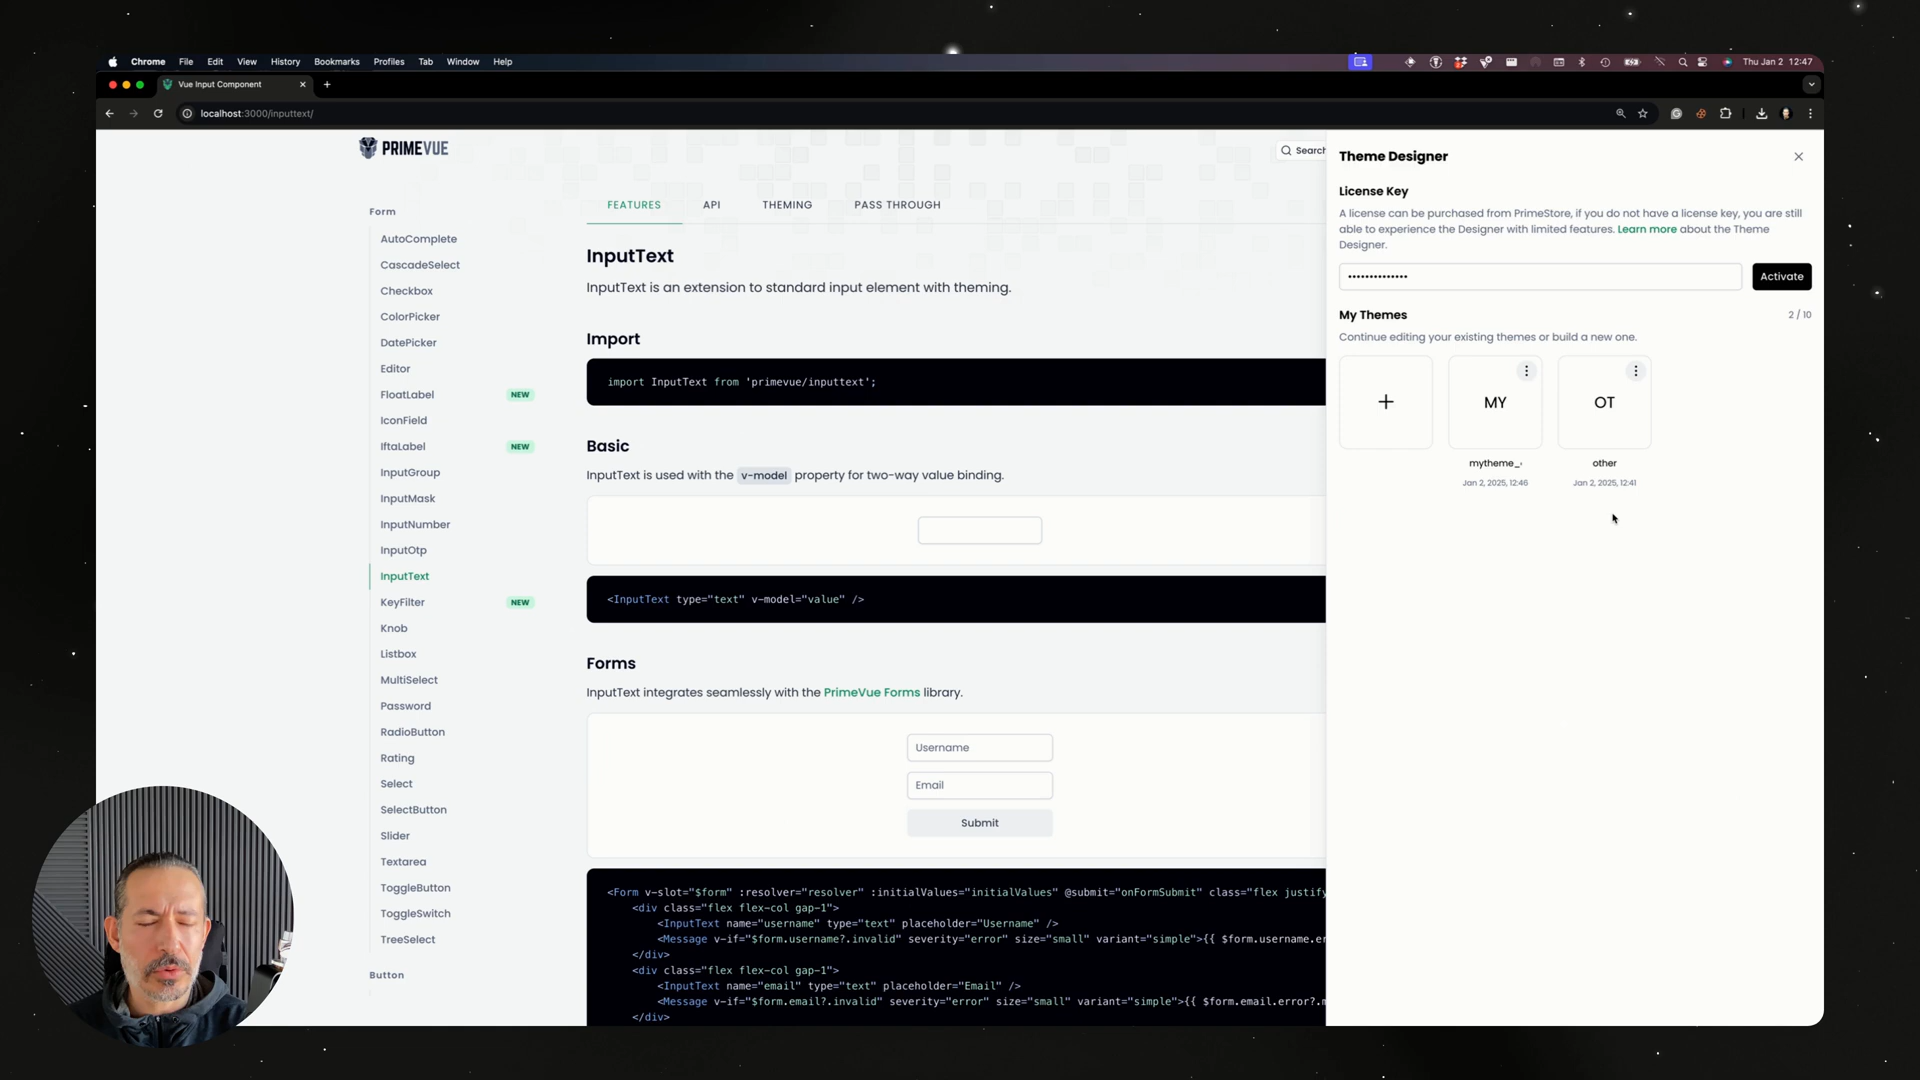 Chrome File Edit View History Bookmarks Profiles Tab Window Help
Thu Jan 2 12:47
Vue Input Component
localhost:3000/inputtext/
PRIMEVUE
Search
Form
AutoComplete
CascadeSelect
Checkbox
ColorPicker
DatePicker
Editor
FloatLabel NEW
IconField
IftaLabel NEW
InputGroup
InputMask
InputNumber
InputOtp
InputText
KeyFilter NEW
Knob
Listbox
MultiSelect
Password
RadioButton
Rating
Select
SelectButton
Slider
Textarea
ToggleButton
ToggleSwitch
TreeSelect
Button
FEATURES API THEMING PASS THROUGH
InputText
InputText is an extension to standard input element with theming.
Import
import InputText from 'primevue/inputtext';
Basic
InputText is used with the v-model property for two-way value binding.
<InputText type="text" v-model="value" />
Forms
InputText integrates seamlessly with the PrimeVue Forms library.
Username
Email
Submit
<Form v-slot="$form" :resolver="resolver" :initialValues="initialValues" @submit="onFormSubmit" class="flex justify
<div class="flex flex-col gap-1">
<InputText name="username" type="text" placeholder="Username" />
<Message v-if="$form.username?.invalid" severity="error" size="small" variant="simple">{{ $form.username.er
</div>
<div class="flex flex-col gap-1">
<InputText name="email" type="text" placeholder="Email" />
<Message v-if="$form.email?.invalid" severity="error" size="small" variant="simple">{{ $form.email.error?.m
</div>
Theme Designer
License Key
A license can be purchased from PrimeStore, if you do not have a license key, you are still
able to experience the Designer with limited features. Learn more about the Theme
Designer.
••••••••••••••
Activate
My Themes 2 / 10
Continue editing your existing themes or build a new one.
MY
OT
mytheme_
other
Jan 2, 2025, 12:46
Jan 2, 2025, 12:41